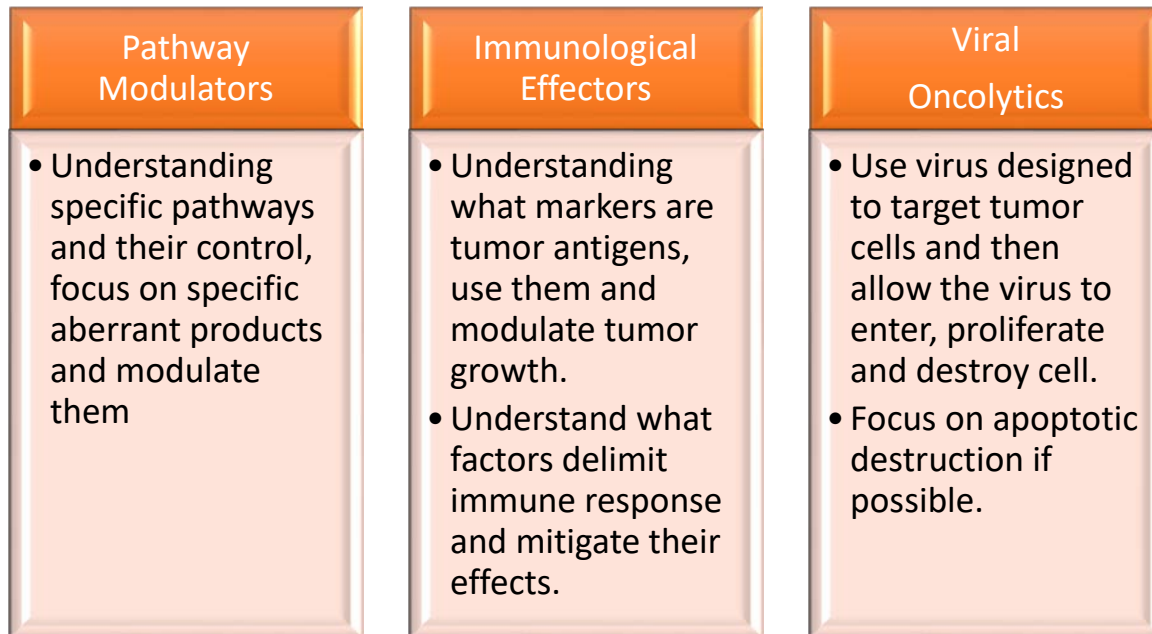 Pathway
Modulators
• Understanding
specific pathways
and their control,
focus on specific
aberrant products
and modulate
them
Immunological
Effectors
• Understanding
what markers are
tumor antigens,
use them and
modulate tumor
growth.
• Understand what
factors delimit
immune response
and mitigate their
effects.
Viral
Oncolytics
• Use virus designed
to target tumor
cells and then
allow the virus to
enter, proliferate
and destroy cell.
• Focus on apoptotic
destruction if
possible.